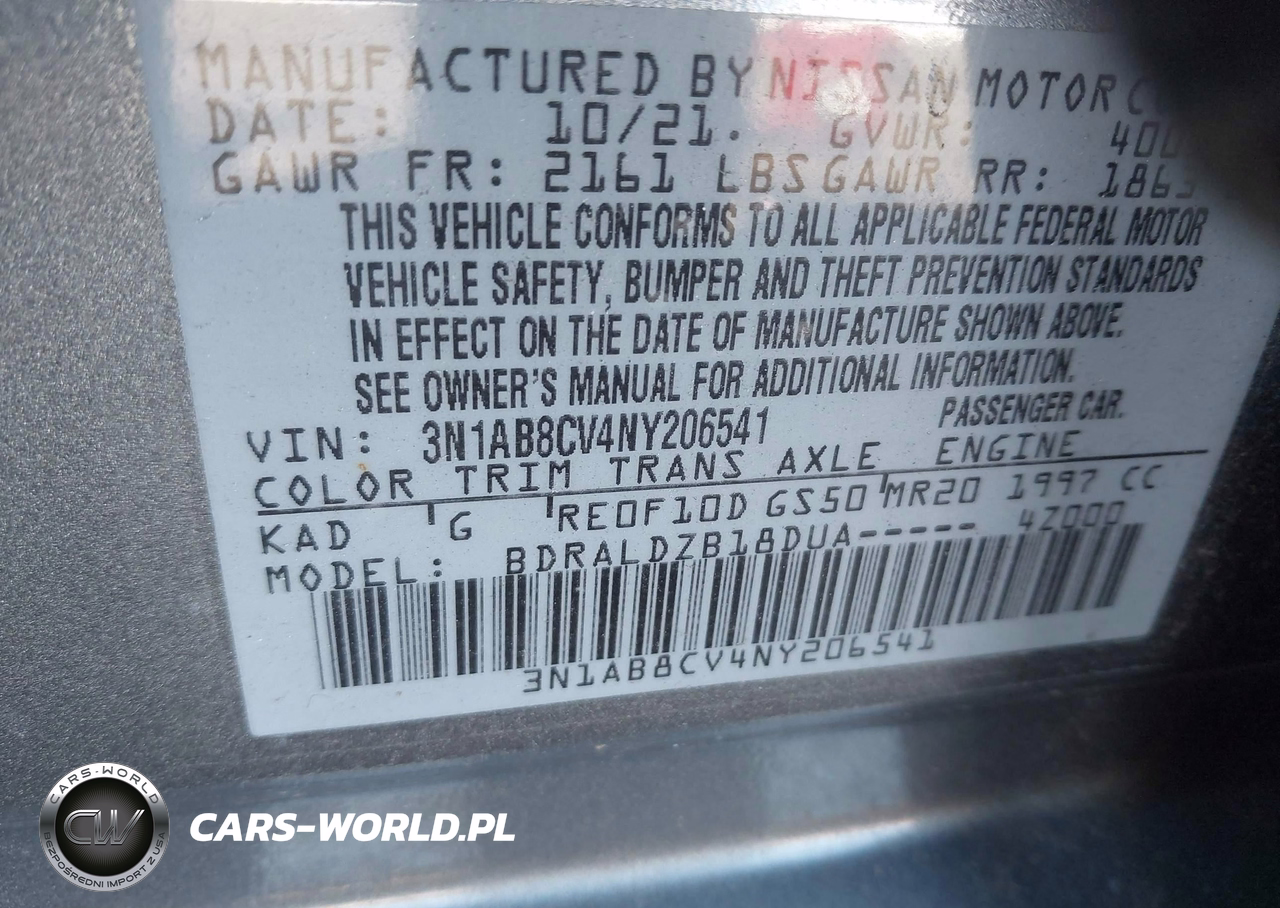 MANUFACTURED BY NISSAN MOTOR
DATE: 10/21. GVWR:
GAWR FR: 2161 LBS GAWR RR:
THIS VEHICLE CONFORMS TO ALL APPLICABLE FEDERAL MOTOR
VEHICLE SAFETY, BUMPER AND THEFT PREVENTION STANDARDS
IN EFFECT ON THE DATE OF MANUFACTURE SHOWN ABOVE.
SEE OWNER'S MANUAL FOR ADDITIONAL INFORMATION.
VIN: 3N1AB8CV4NY206541 PASSENGER CAR.
COLOR TRIM TRANS AXLE ENGINE
KAD G RE0F10D GS50 MR20 1997 CC
MODEL: BDRALDZB18DUA----- 4Z000
3N1AB8CV4NY206541
CARS-WORLD
CW
BEZPOŚREDNI IMPORT Z USA
CARS-WORLD.PL